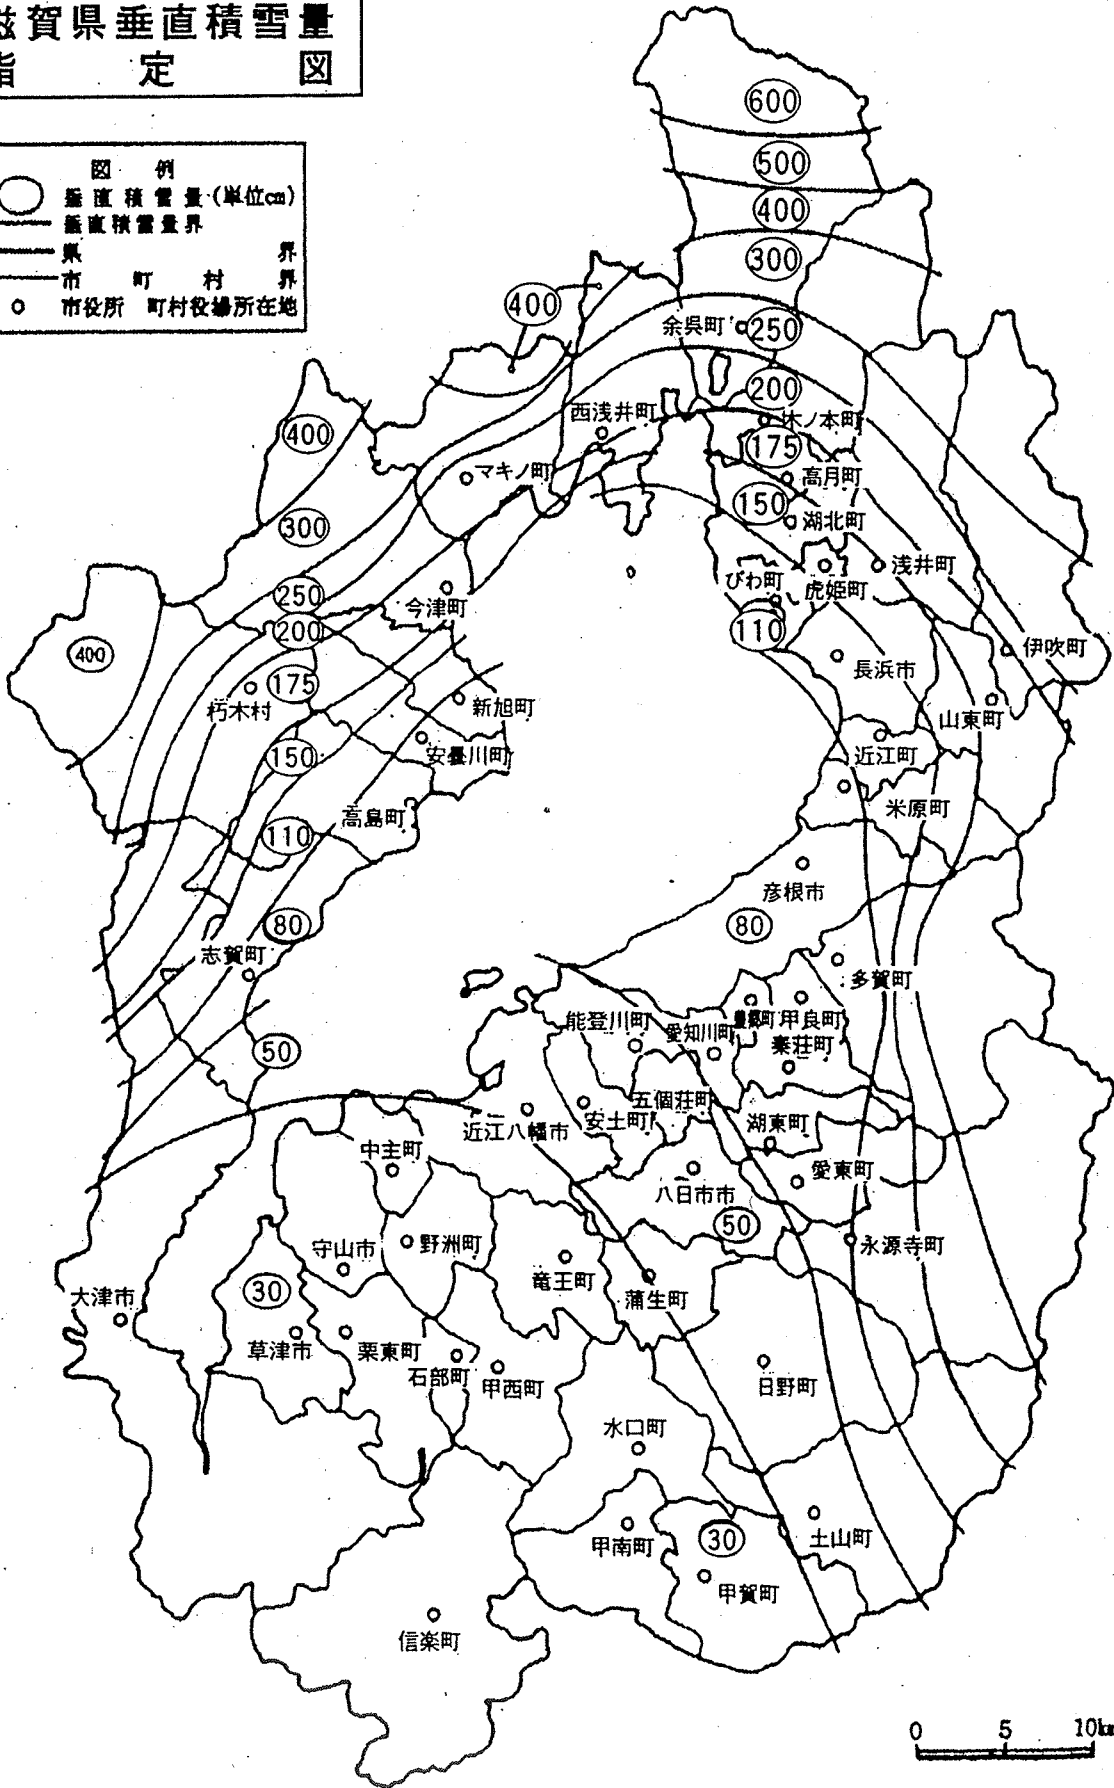 滋賀県垂直積雪量
指定図
図例
垂直積雪量(単位cm)
垂直積雪量界
県界
市町村界
市役所 町村役場所在地
600
500
400
300
400
余呉町
250
200
西浅井町
木ノ本町
400
175
マキノ町
高月町
150
湖北町
300
浅井町
びわ町
虎姫町
250
今津町
200
110
400
長浜市
伊吹町
175
朽木村
新旭町
山東町
150
安曇川町
近江町
高島町
米原町
110
彦根市
80
80
志賀町
多賀町
能登川町
愛知川町
豊郷町
甲良町
秦荘町
50
五個荘町
近江八幡市
安土町
湖東町
中主町
愛東町
八日市市
50
守山市
野洲町
永源寺町
竜王町
30
蒲生町
大津市
草津市
栗東町
石部町
甲西町
日野町
水口町
甲南町
30
土山町
甲賀町
信楽町
0 5 10km